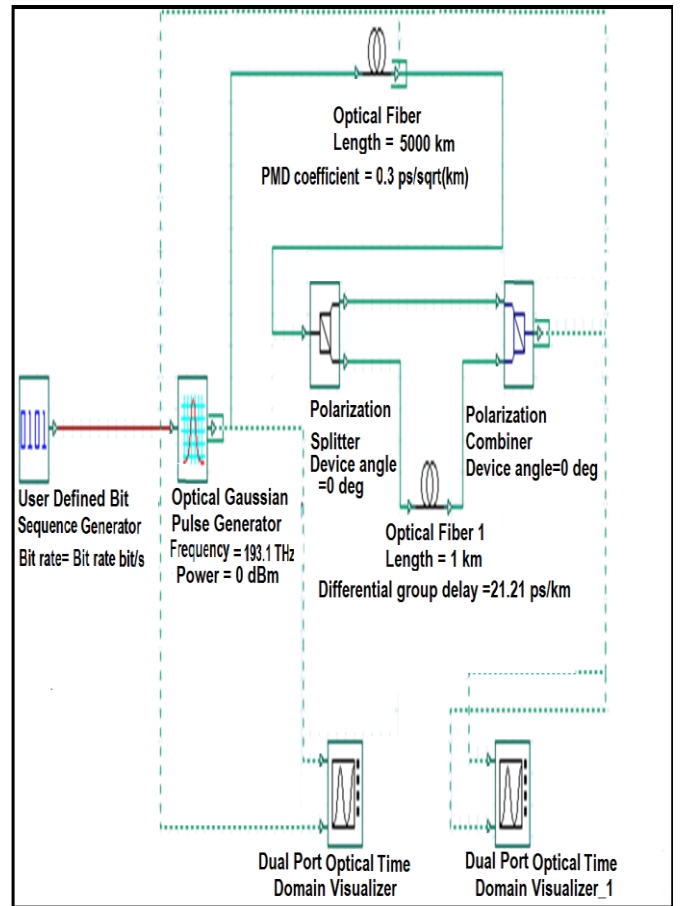 Optical Fiber
Length = 5000 km
PMD coefficient = 0.3 ps/sqrt(km)
0101
User Defined Bit
Sequence Generator
Bit rate= Bit rate bit/s
Optical Gaussian
Pulse Generator
Frequency = 193.1 THz
Power = 0 dBm
Polarization
Splitter
Device angle
=0 deg
Polarization
Combiner
Device angle=0 deg
Optical Fiber 1
Length = 1 km
Differential group delay =21.21 ps/km
Dual Port Optical Time
Domain Visualizer
Dual Port Optical Time
Domain Visualizer_1